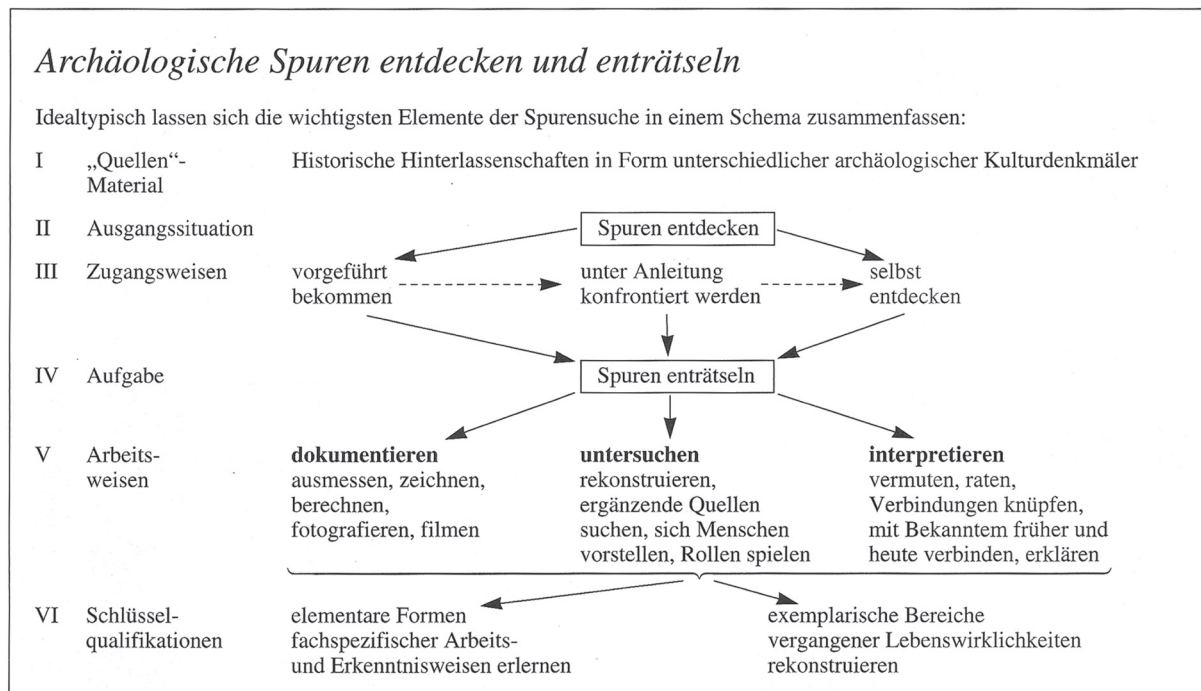 Archäologische Spuren entdecken und enträtseln
Idealtypisch lassen sich die wichtigsten Elemente der Spurensuche in einem Schema zusammenfassen:
I „Quellen“- Historische Hinterlassenschaften in Form unterschiedlicher archäologischer Kulturdenkmäler
Material
II Ausgangssituation Spuren entdecken
III Zugangsweisen vorgeführt unter Anleitung selbst
bekommen konfrontiert werden entdecken
IV Aufgabe Spuren enträtseln
V Arbeits- dokumentieren untersuchen interpretieren
weisen ausmessen, zeichnen, rekonstruieren, vermuten, raten,
berechnen, ergänzende Quellen Verbindungen knüpfen,
fotografieren, filmen suchen, sich Menschen mit Bekanntem früher und
vorstellen, Rollen spielen heute verbinden, erklären
VI Schlüssel- elementare Formen exemplarische Bereiche
qualifikationen fachspezifischer Arbeits- vergangener Lebenswirklichkeiten
und Erkenntnisweisen erlernen rekonstruieren